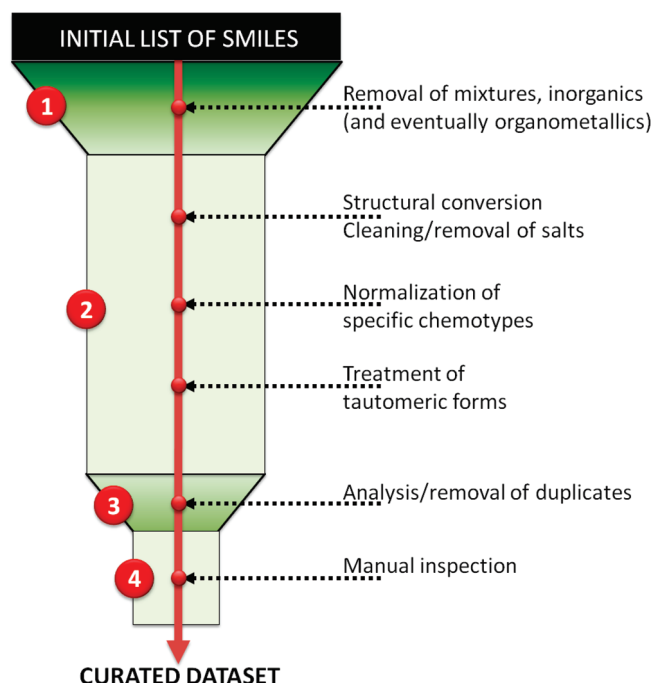 INITIAL LIST OF SMILES
1
Removal of mixtures, inorganics
(and eventually organometallics)
Structural conversion
Cleaning/removal of salts
2
Normalization of
specific chemotypes
Treatment of
tautomeric forms
3
Analysis/removal of duplicates
4
Manual inspection
CURATED DATASET